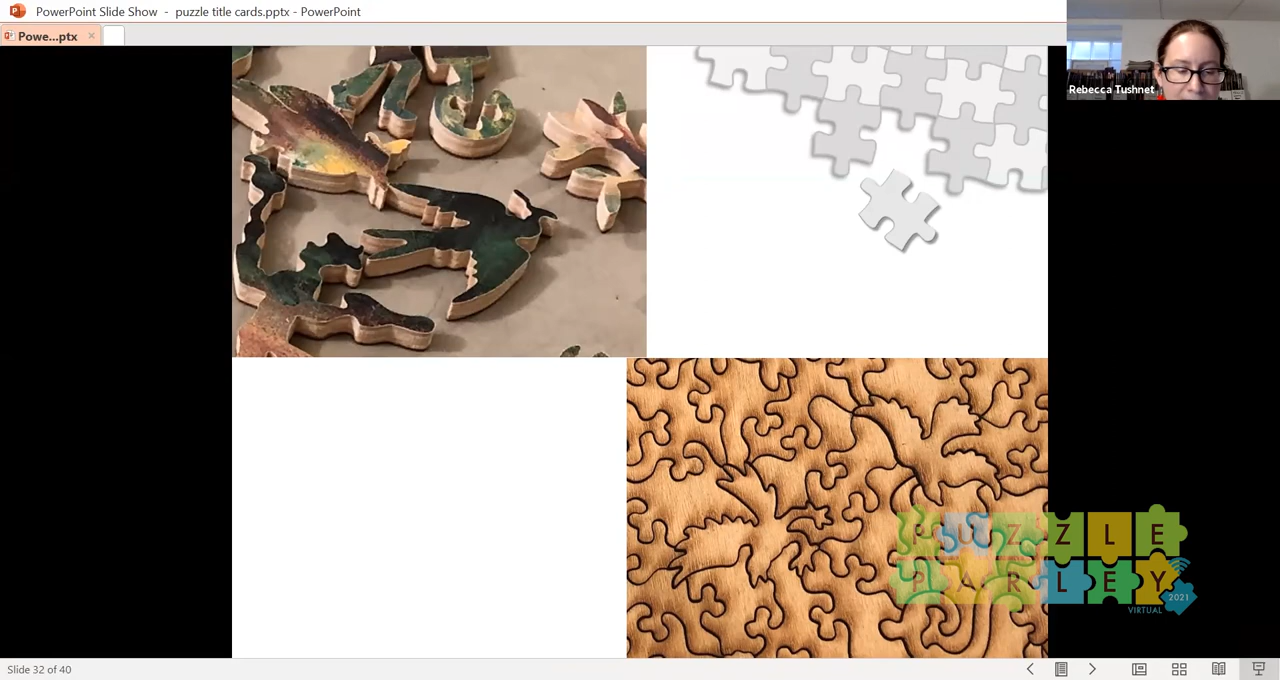 PowerPoint Slide Show - puzzle title cards.pptx - PowerPoint
Powe...ptx
Rebecca Tushnet
PUZZLE
PARLEY
2021
VIRTUAL
Slide 32 of 40